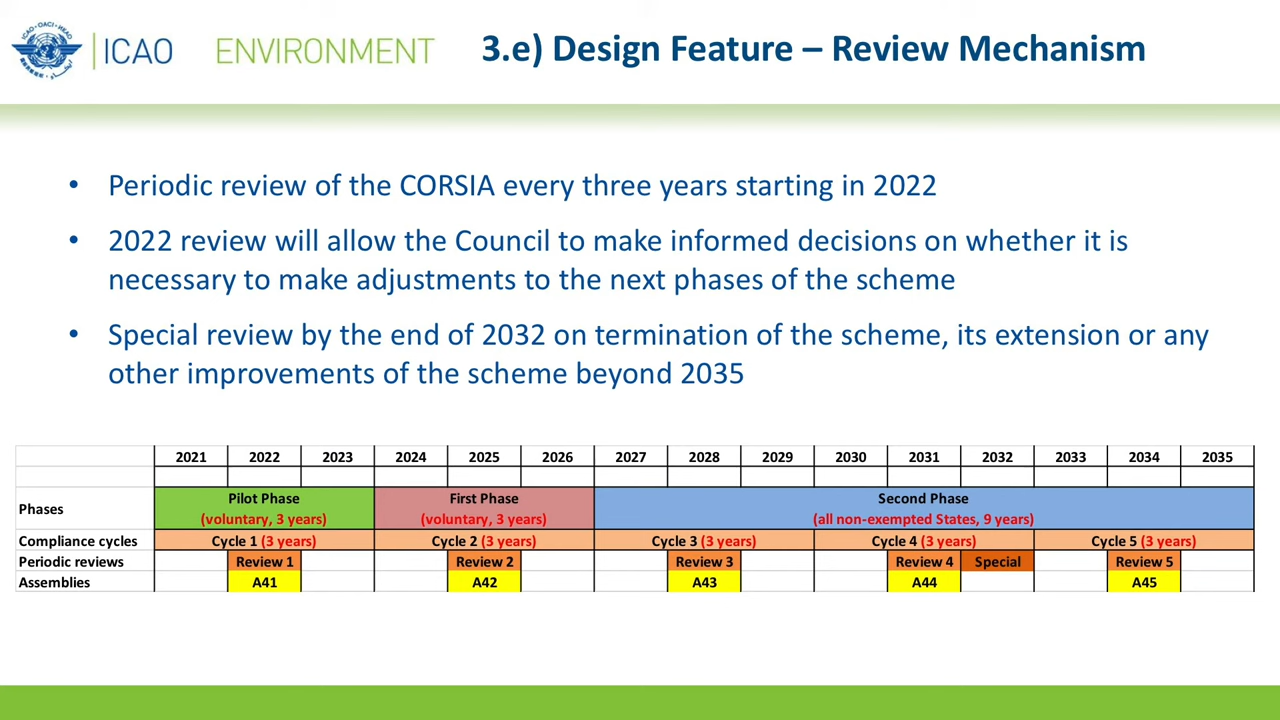 ICAO ENVIRONMENT
3.e) Design Feature – Review Mechanism
• Periodic review of the CORSIA every three years starting in 2022
• 2022 review will allow the Council to make informed decisions on whether it is
necessary to make adjustments to the next phases of the scheme
• Special review by the end of 2032 on termination of the scheme, its extension or any
other improvements of the scheme beyond 2035
2021 2022 2023 2024 2025 2026 2027 2028 2029 2030 2031 2032 2033 2034 2035
Phases
Pilot Phase
(voluntary, 3 years)
First Phase
(voluntary, 3 years)
Second Phase
(all non-exempted States, 9 years)
Compliance cycles Cycle 1 (3 years) Cycle 2 (3 years) Cycle 3 (3 years) Cycle 4 (3 years) Cycle 5 (3 years)
Periodic reviews Review 1 Review 2 Review 3 Review 4 Special Review 5
Assemblies A41 A42 A43 A44 A45